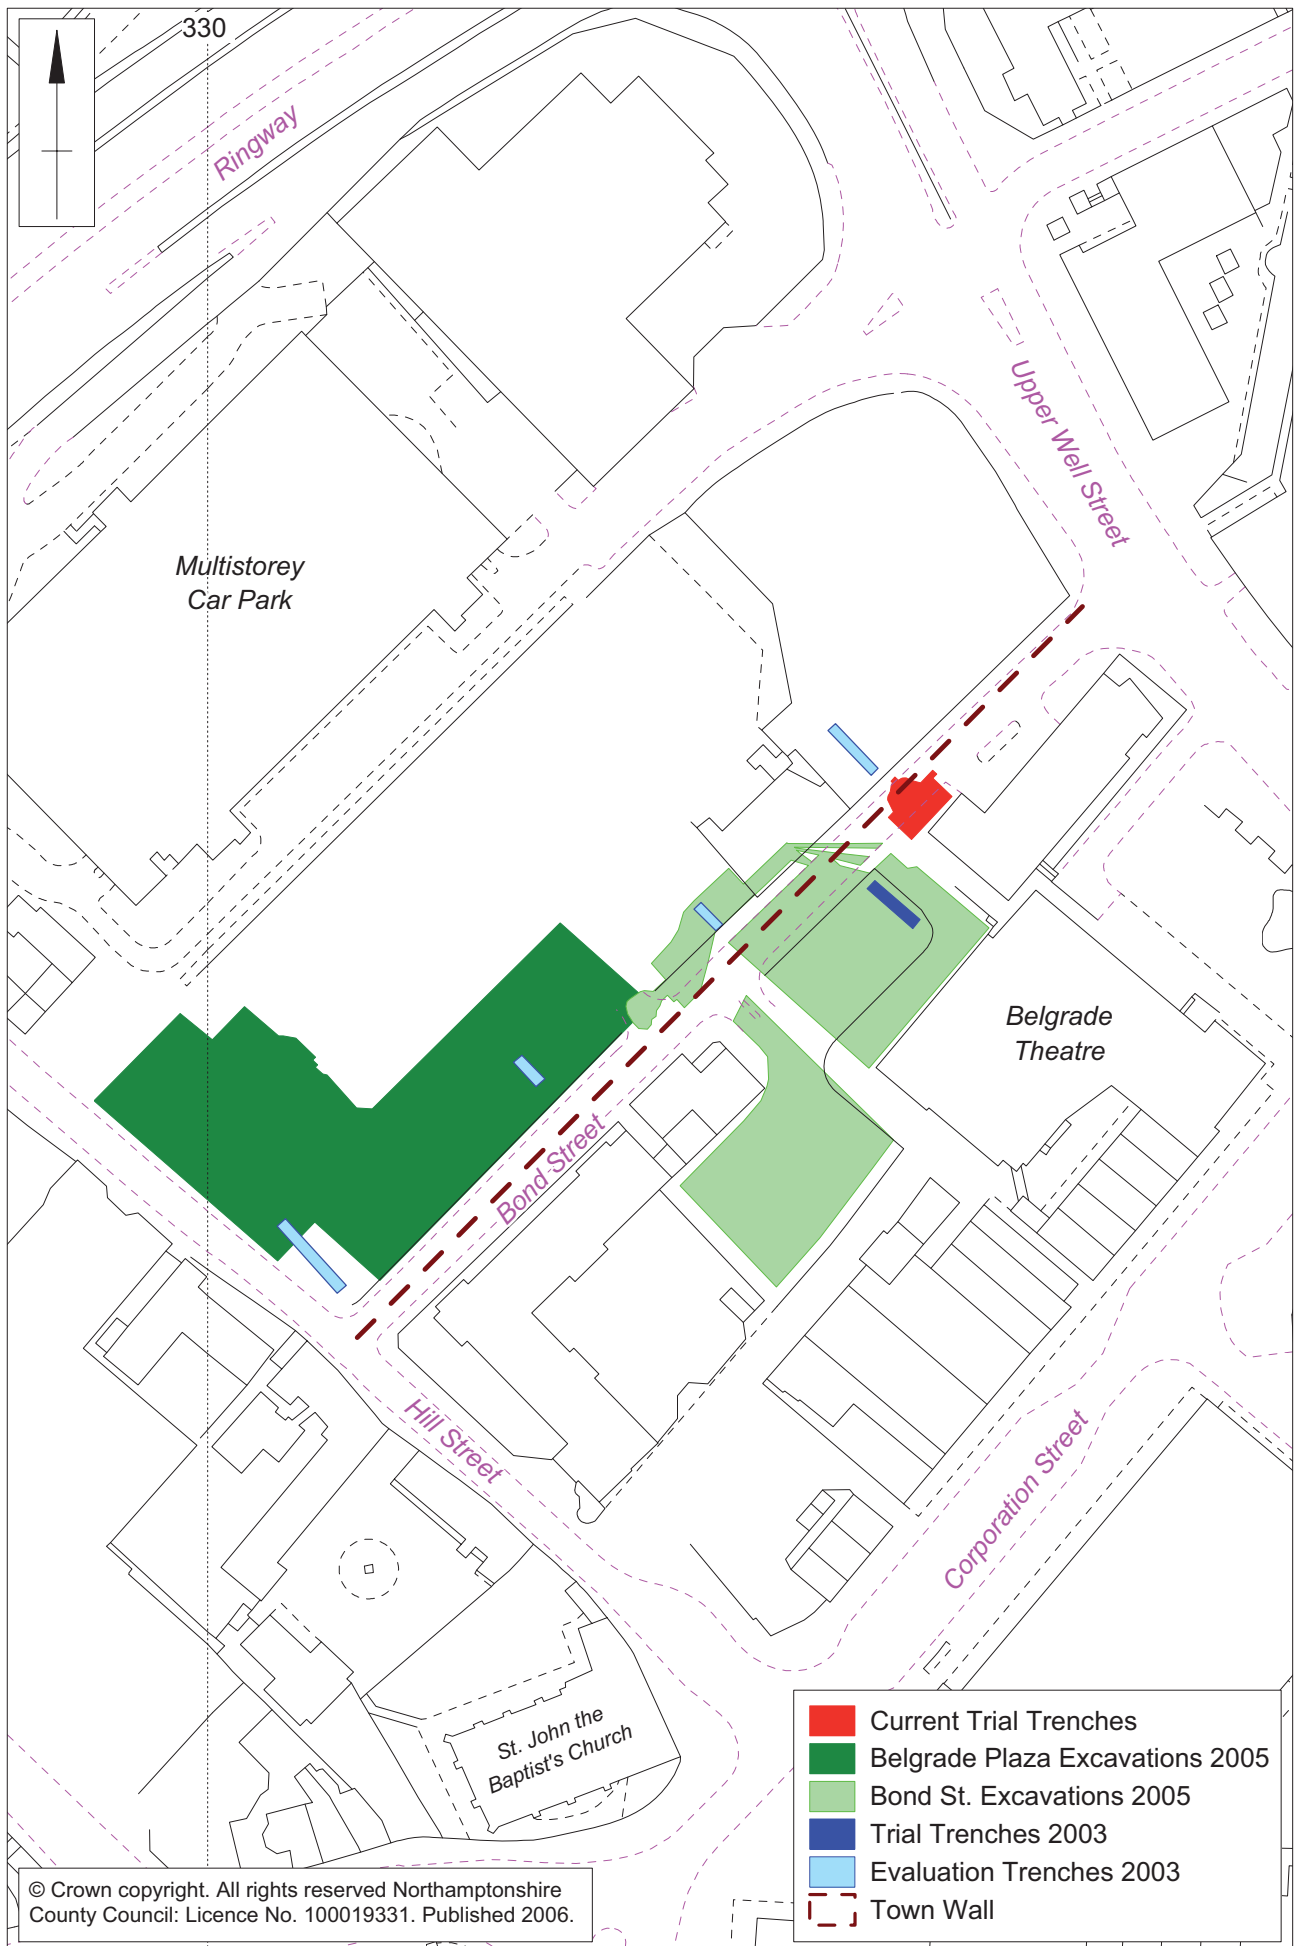 330
Ringway
Upper Well Street
Multistorey
Car Park
Belgrade
Theatre
Bond Street
Hill Street
Corporation Street
St. John the
Baptist's Church
Current Trial Trenches
Belgrade Plaza Excavations 2005
Bond St. Excavations 2005
Trial Trenches 2003
Evaluation Trenches 2003
Town Wall
© Crown copyright. All rights reserved Northamptonshire
County Council: Licence No. 100019331. Published 2006.